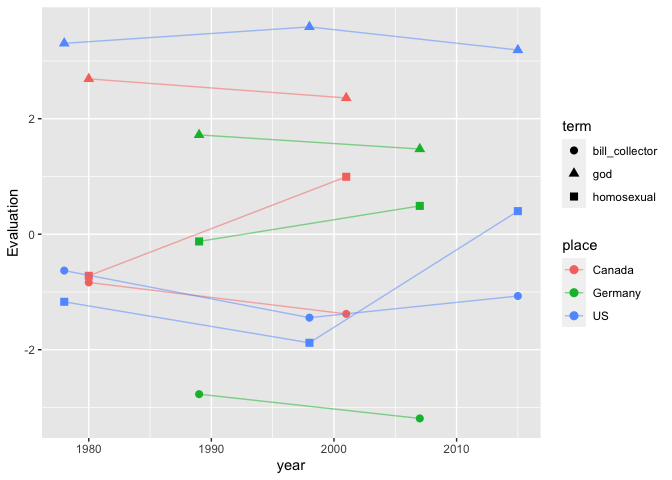 2
0
-2
Evaluation
1980
1990
2000
2010
year
term
bill_collector
god
homosexual
place
Canada
Germany
US